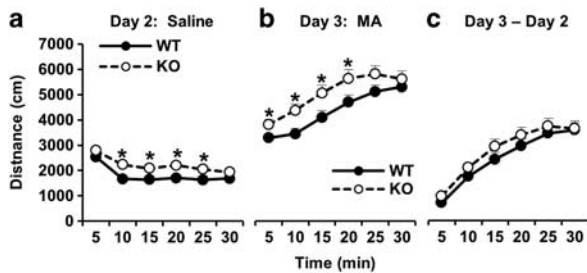 a Day 2: Saline
b Day 3: MA
c Day 3 – Day 2
7000
6000
5000
4000
3000
2000
1000
0
Distnance (cm)
WT
KO
* * * *
* * * *
WT
KO
5 10 15 20 25 30
5 10 15 20 25 30
5 10 15 20 25 30
Time (min)